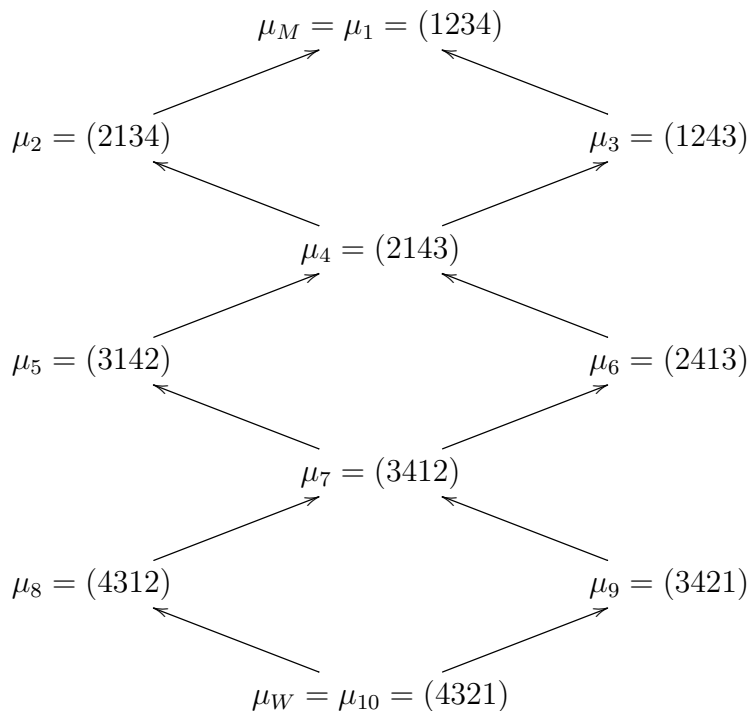 μ_M = μ_1 = (1234)
μ_2 = (2134) μ_3 = (1243)
μ_4 = (2143)
μ_5 = (3142) μ_6 = (2413)
μ_7 = (3412)
μ_8 = (4312) μ_9 = (3421)
μ_W = μ_10 = (4321)